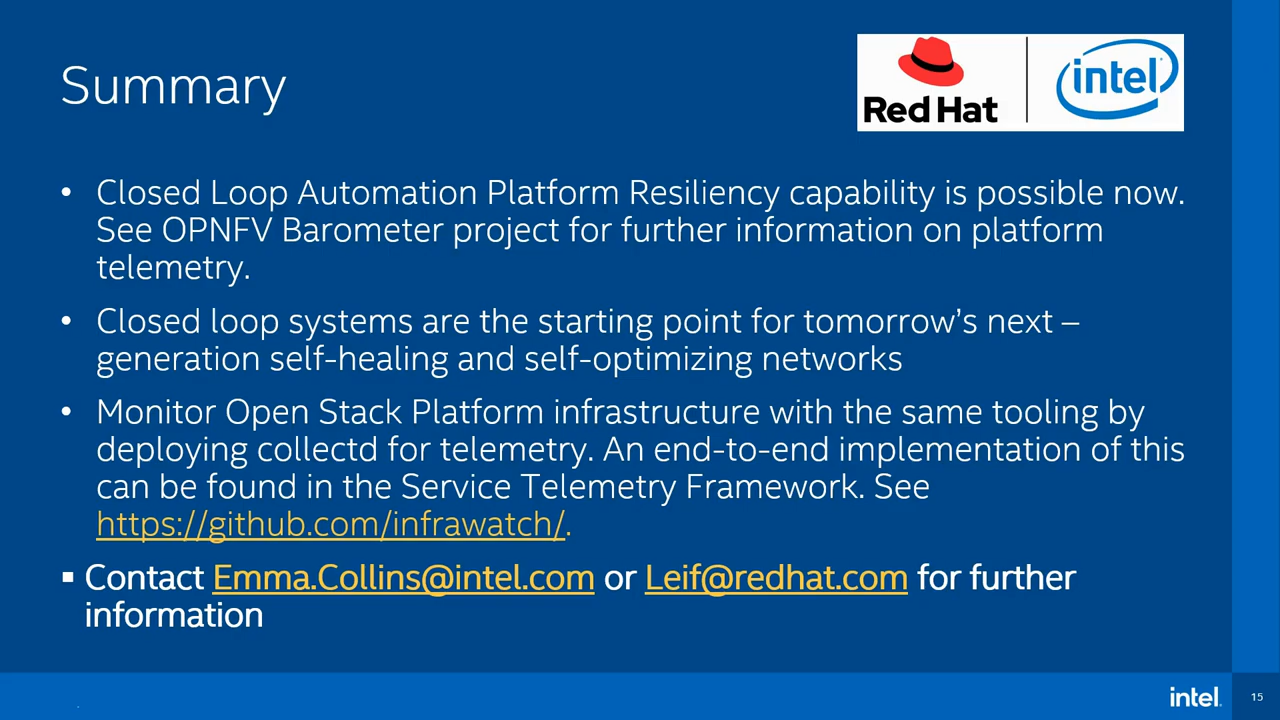 Summary
Red Hat
intel
• Closed Loop Automation Platform Resiliency capability is possible now.
See OPNFV Barometer project for further information on platform
telemetry.
• Closed loop systems are the starting point for tomorrow’s next –
generation self-healing and self-optimizing networks
• Monitor Open Stack Platform infrastructure with the same tooling by
deploying collectd for telemetry. An end-to-end implementation of this
can be found in the Service Telemetry Framework. See
https://github.com/infrawatch/.
▪ Contact Emma.Collins@intel.com or Leif@redhat.com for further
information
intel.
15